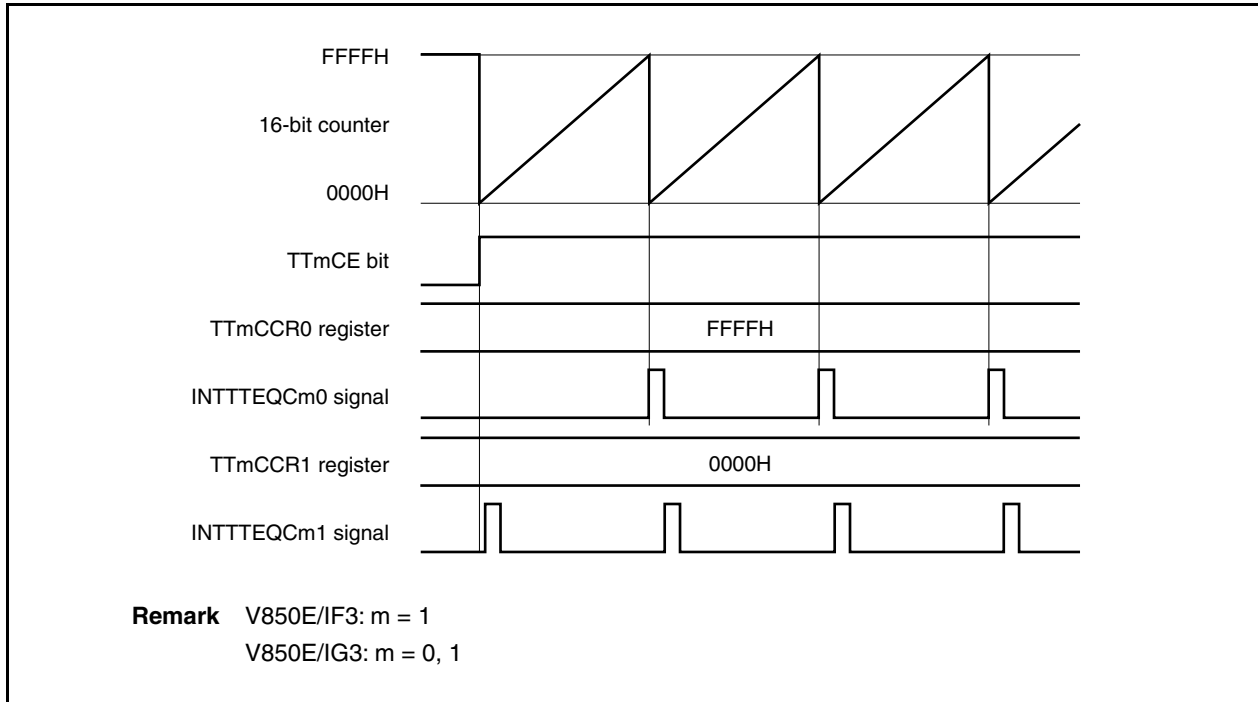 FFFFH
16-bit counter
0000H
TTmCE bit
TTmCCR0 register
FFFFH
INTTTEQCm0 signal
TTmCCR1 register
0000H
INTTTEQCm1 signal
Remark V850E/IF3: m = 1
V850E/IG3: m = 0, 1